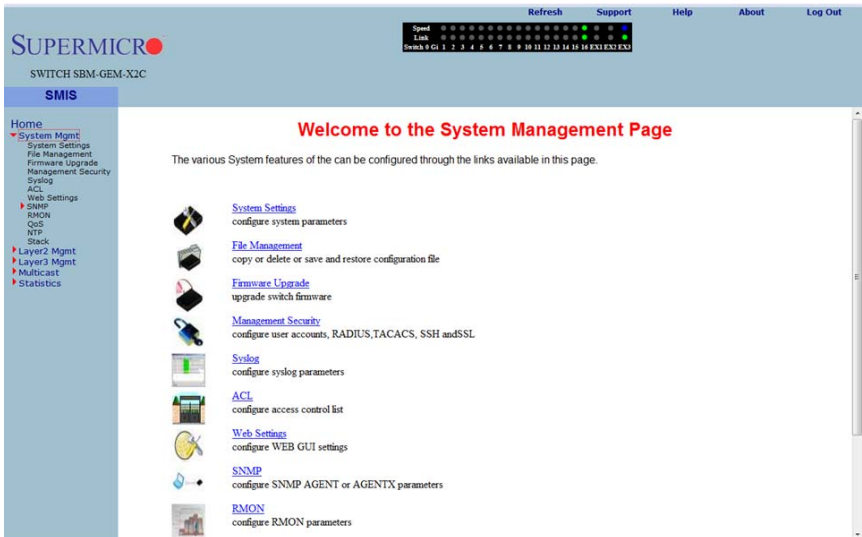 Refresh Support Help About Log Out
SUPERMICRO
Speed
Link
Switch 0 Gi 1 2 3 4 5 6 7 8 9 10 11 12 13 14 15 16 EX1 EX2 EX3
SWITCH SBM-GEM-X2C
SMIS
Home
System Mgmt
System Settings
File Management
Firmware Upgrade
Management Security
Syslog
ACL
Web Settings
SNMP
RMON
QoS
NTP
Stack
Layer2 Mgmt
Layer3 Mgmt
Multicast
Statistics
Welcome to the System Management Page
The various System features of the can be configured through the links available in this page.
System Settings
configure system parameters
File Management
copy or delete or save and restore configuration file
Firmware Upgrade
upgrade switch firmware
Management Security
configure user accounts, RADIUS,TACACS, SSH andSSL
Syslog
configure syslog parameters
ACL
configure access control list
Web Settings
configure WEB GUI settings
SNMP
configure SNMP AGENT or AGENTX parameters
RMON
configure RMON parameters